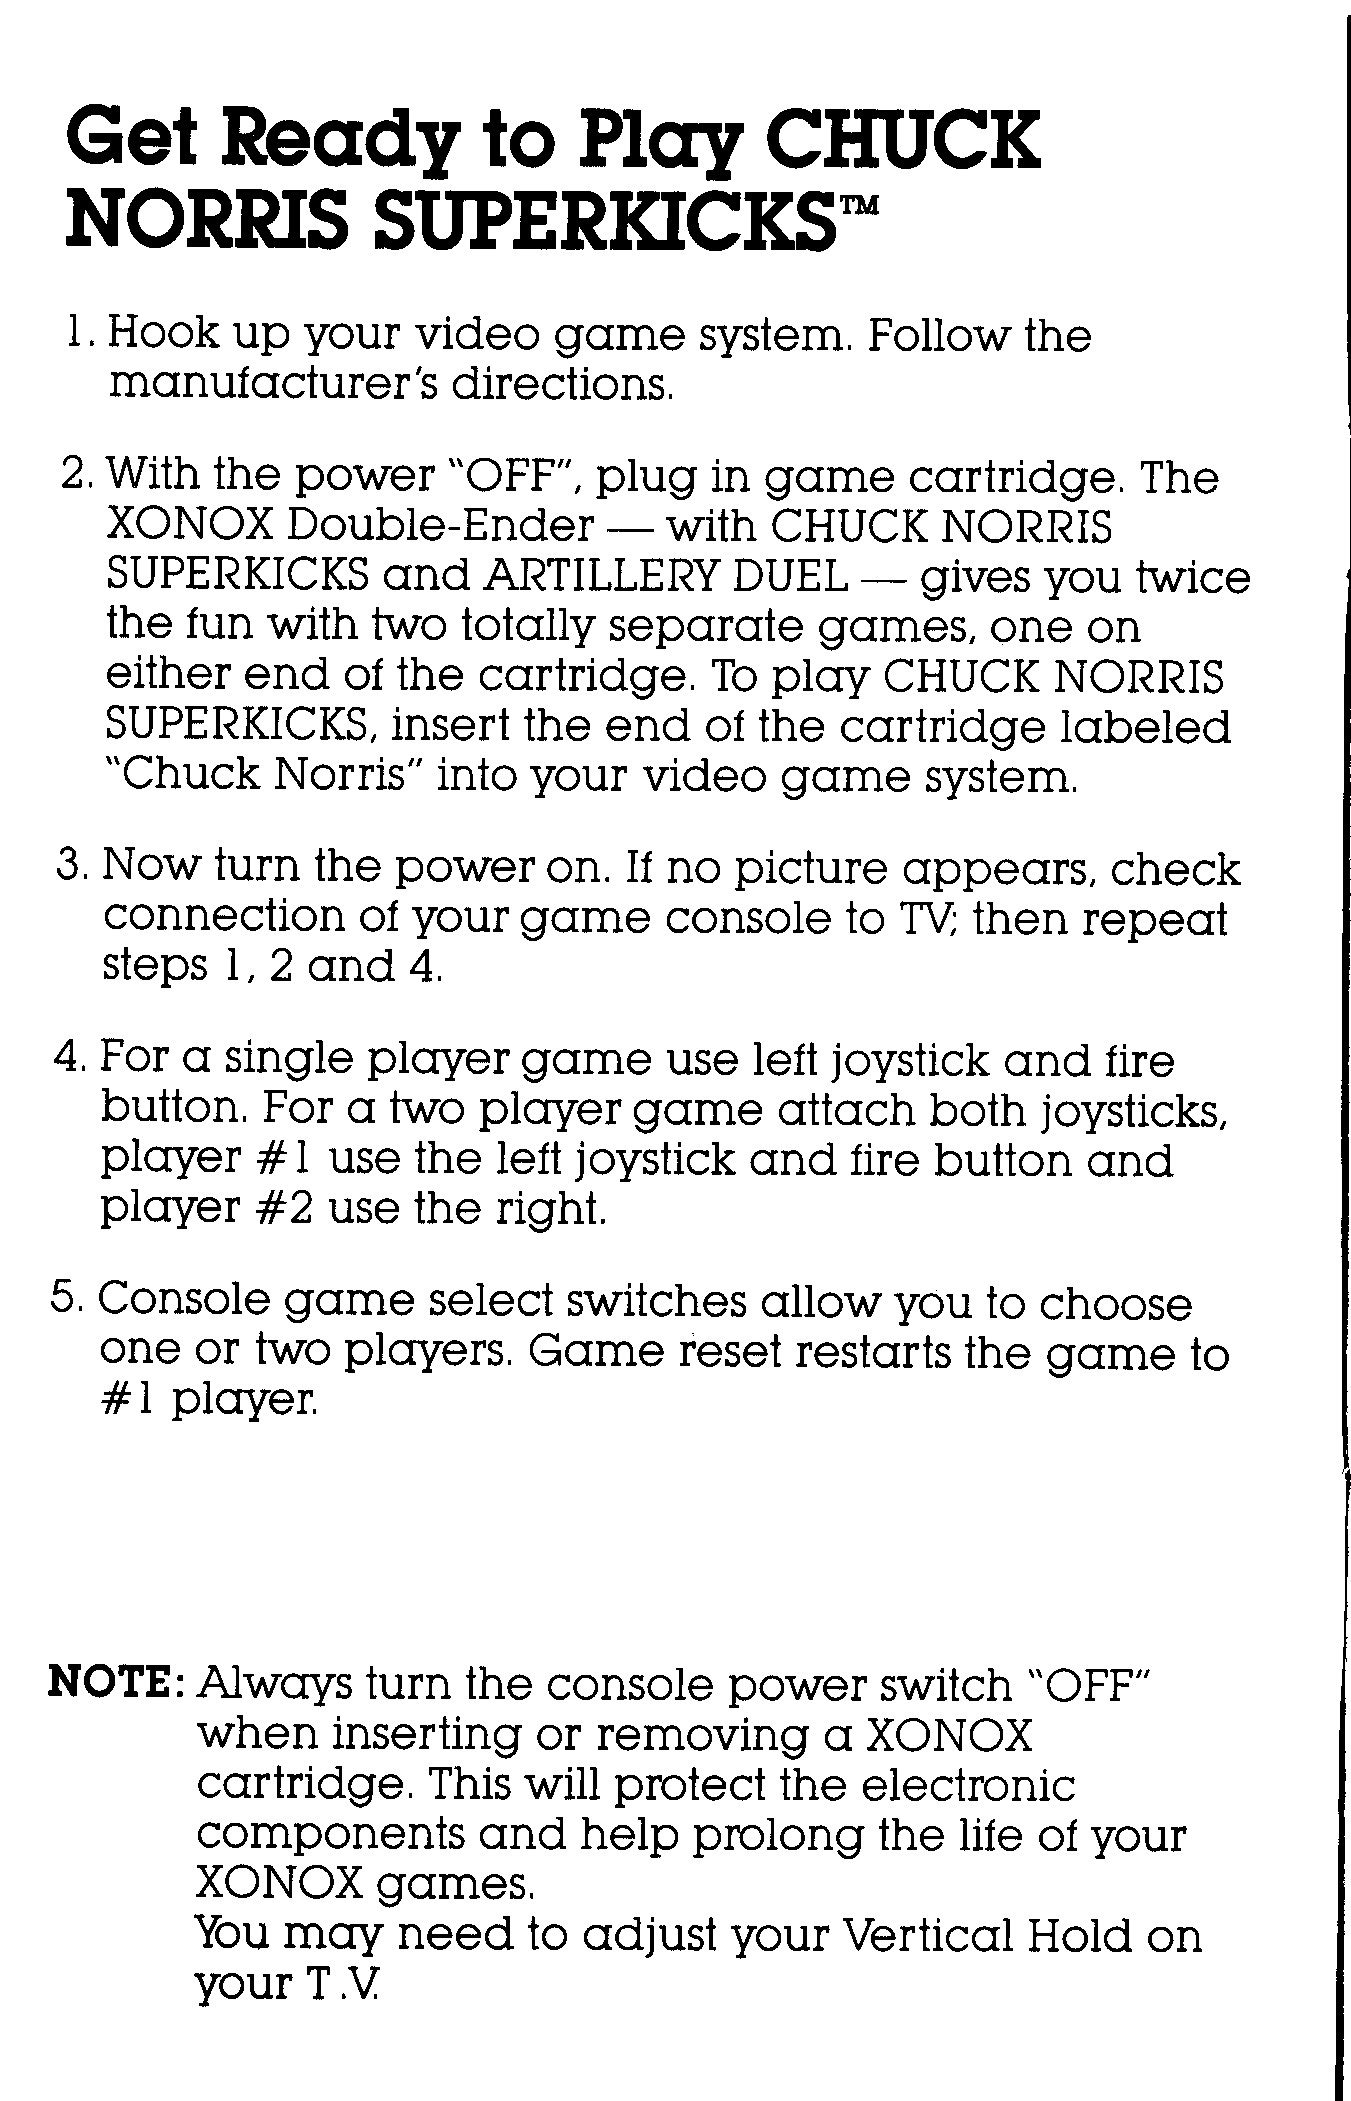 Get Ready to Play CHUCK
NORRIS SUPERKICKS™
1. Hook up your video game system. Follow the
manufacturer's directions.
2. With the power "OFF", plug in game cartridge. The
XONOX Double-Ender — with CHUCK NORRIS
SUPERKICKS and ARTILLERY DUEL — gives you twice
the fun with two totally separate games, one on
either end of the cartridge. To play CHUCK NORRIS
SUPERKICKS, insert the end of the cartridge labeled
"Chuck Norris" into your video game system.
3. Now turn the power on. If no picture appears, check
connection of your game console to TV; then repeat
steps 1, 2 and 4.
4. For a single player game use left joystick and fire
button. For a two player game attach both joysticks,
player #1 use the left joystick and fire button and
player #2 use the right.
5. Console game select switches allow you to choose
one or two players. Game reset restarts the game to
#1 player.
NOTE: Always turn the console power switch "OFF"
when inserting or removing a XONOX
cartridge. This will protect the electronic
components and help prolong the life of your
XONOX games.
You may need to adjust your Vertical Hold on
your T.V.